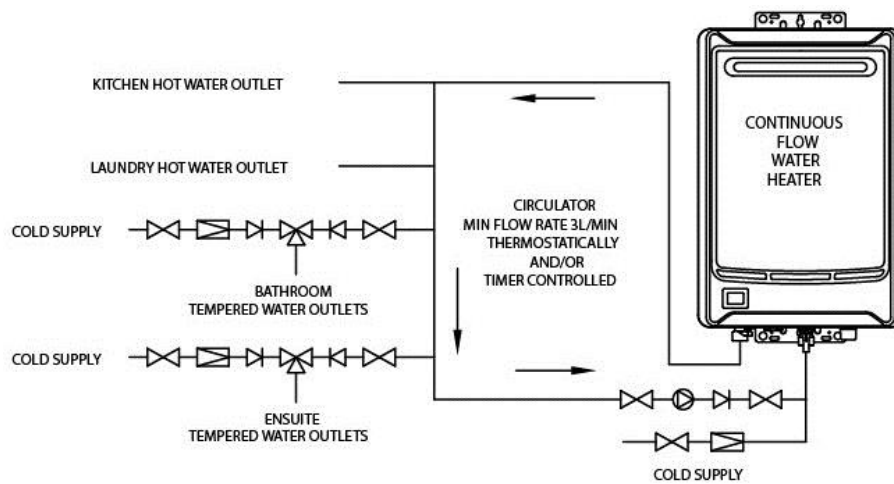 KITCHEN HOT WATER OUTLET
LAUNDRY HOT WATER OUTLET
COLD SUPPLY
BATHROOM
TEMPERED WATER OUTLETS
COLD SUPPLY
ENSUITE
TEMPERED WATER OUTLETS
CIRCULATOR
MIN FLOW RATE 3L/MIN
THERMOSTATICALLY
AND/OR
TIMER CONTROLLED
CONTINUOUS
FLOW
WATER
HEATER
COLD SUPPLY